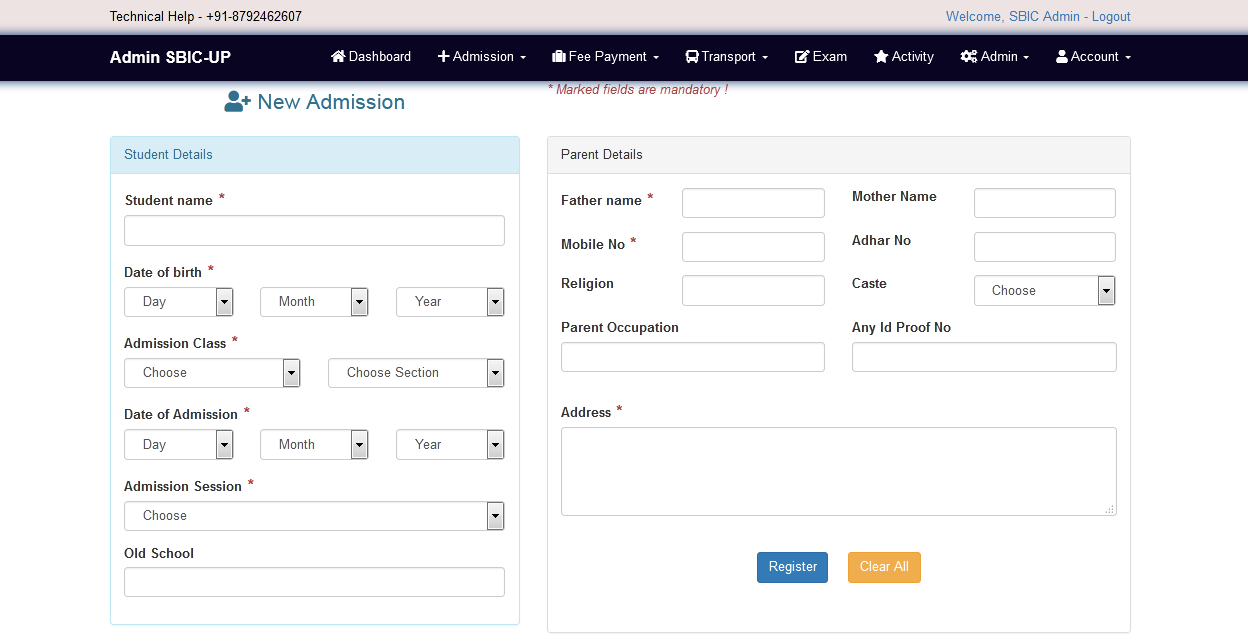 Technical Help - +91-8792462607
Welcome, SBIC Admin - Logout
Admin SBIC-UP
Dashboard
Admission
Fee Payment
Transport
Exam
Activity
Admin
Account
New Admission
* Marked fields are mandatory !
Student Details
Student name *
Date of birth *
Day
Month
Year
Admission Class *
Choose
Choose Section
Date of Admission *
Day
Month
Year
Admission Session *
Choose
Old School
Parent Details
Father name *
Mother Name
Mobile No *
Adhar No
Religion
Caste
Choose
Parent Occupation
Any Id Proof No
Address *
Register
Clear All